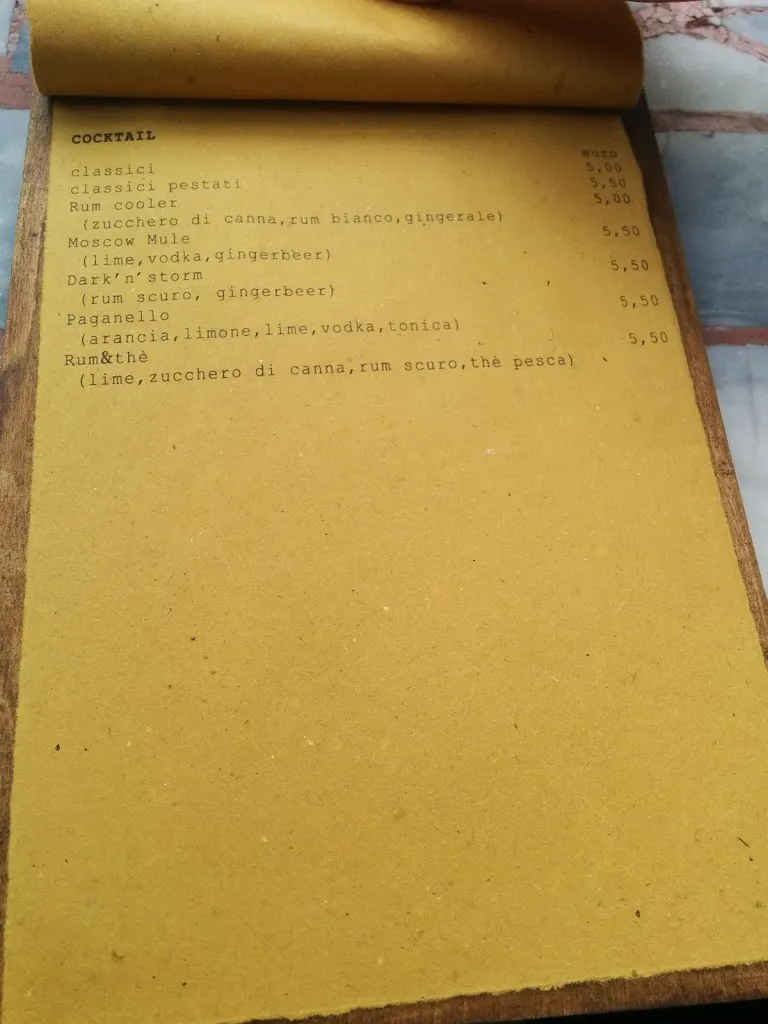 COCKTAIL
euro
classici 5,00
classici pestati 5,50
Rum cooler 5,00
(zucchero di canna,rum bianco,gingerale)
Moscow Mule 5,50
(lime,vodka,gingerbeer)
Dark'n'storm 5,50
(rum scuro, gingerbeer)
Paganello 5,50
(arancia,limone,lime,vodka,tonica)
Rum&thè 5,50
(lime,zucchero di canna,rum scuro,thè pesca)